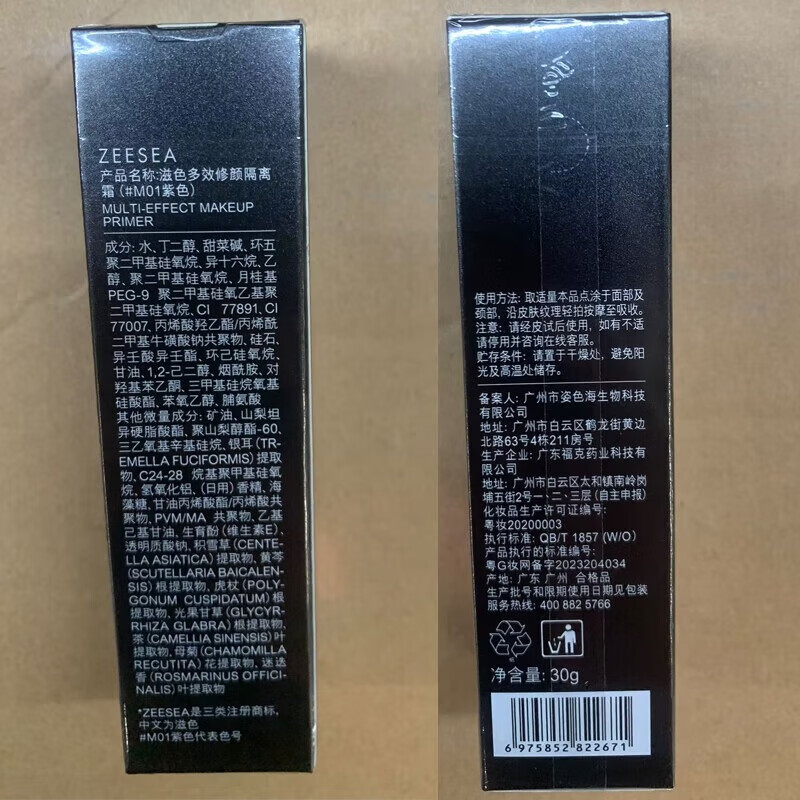 ZEESEA
产品名称:滋色多效修颜隔离
霜(#M01紫色)
MULTI-EFFECT MAKEUP
PRIMER
成分: 水、丁二醇、甜菜碱、环五
聚二甲基硅氧烷、异十六烷、乙
醇、聚二甲基硅氧烷、月桂基
PEG-9 聚二甲基硅氧乙基聚
二甲基硅氧烷、CI 77891、CI
77007、丙烯酸羟乙酯/丙烯酰
二甲基牛磺酸钠共聚物、硅石、
异壬酸异壬酯、环己硅氧烷、
甘油、1,2-己二醇、烟酰胺、对
羟基苯乙酮、三甲基硅烷氧基
硅酸酯、苯氧乙醇、脯氨酸
其他微量成分: 矿油、山梨坦
异硬脂酸酯、聚山梨醇酯-60、
三乙氧基辛基硅烷、银耳(TR-
EMELLA FUCIFORMIS)提取
物、C24-28 烷基聚甲基硅氧
烷、氢氧化铝、(日用)香精、海
藻糖、甘油丙烯酸酯/丙烯酸共
聚物、PVM/MA 共聚物、乙基
己基甘油、生育酚(维生素E)、
透明质酸钠、积雪草(CENTE-
LLA ASIATICA)提取物、黄芩
(SCUTELLARIA BAICALEN-
SIS)根提取物、虎杖(POLY-
GONUM CUSPIDATUM)根
提取物、光果甘草(GLYCYR-
RHIZA GLABRA)根提取物、
茶(CAMELLIA SINENSIS)叶
提取物、母菊(CHAMOMILLA
RECUTITA)花提取物、迷迭
香(ROSMARINUS OFFICI-
NALIS)叶提取物
*ZEESEA是三类注册商标,
中文为滋色
#M01紫色代表色号
使用方法: 取适量本品点涂于面部及
颈部, 沿皮肤纹理轻拍按摩至吸收。
注意: 请经皮试后使用, 如有不适
请停用并咨询在线客服。
贮存条件: 请置于干燥处, 避免阳
光及高温处储存。
备案人: 广州市姿色海生物科技
有限公司
地址: 广州市白云区鹤龙街黄边
北路63号4栋211房号
生产企业: 广东福克药业科技有
限公司
地址: 广州市白云区太和镇南岭岗
埔五街2号一、二、三层(自主申报)
化妆品生产许可证编号:
粤妆20200003
执行标准: QB/T 1857 (W/O)
产品执行的标准编号:
粤G妆网备字2023204034
产地: 广东 广州 合格品
生产批号和限期使用日期见包装
服务热线: 400 882 5766
净含量: 30g
6 975852 822671